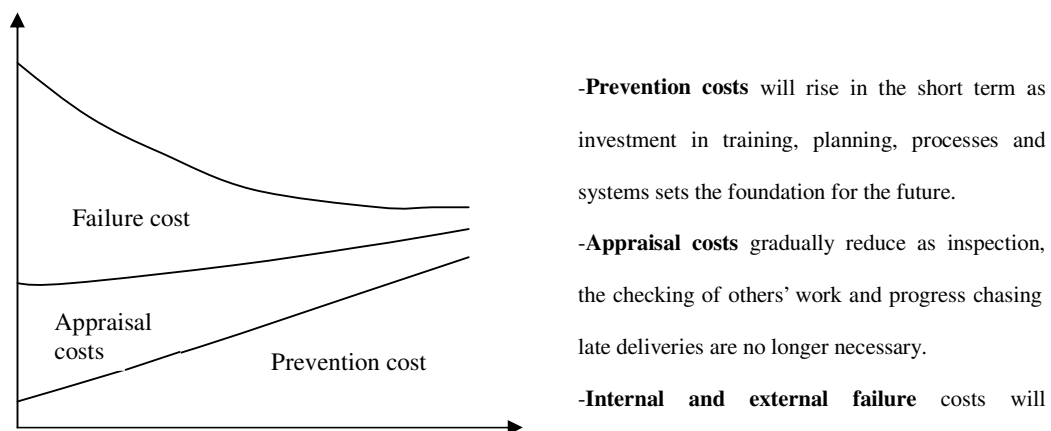 Failure cost
Appraisal
costs
Prevention cost
-Prevention costs will rise in the short term as
investment in training, planning, processes and
systems sets the foundation for the future.
-Appraisal costs gradually reduce as inspection,
the checking of others’ work and progress chasing
late deliveries are no longer necessary.
-Internal and external failure costs will